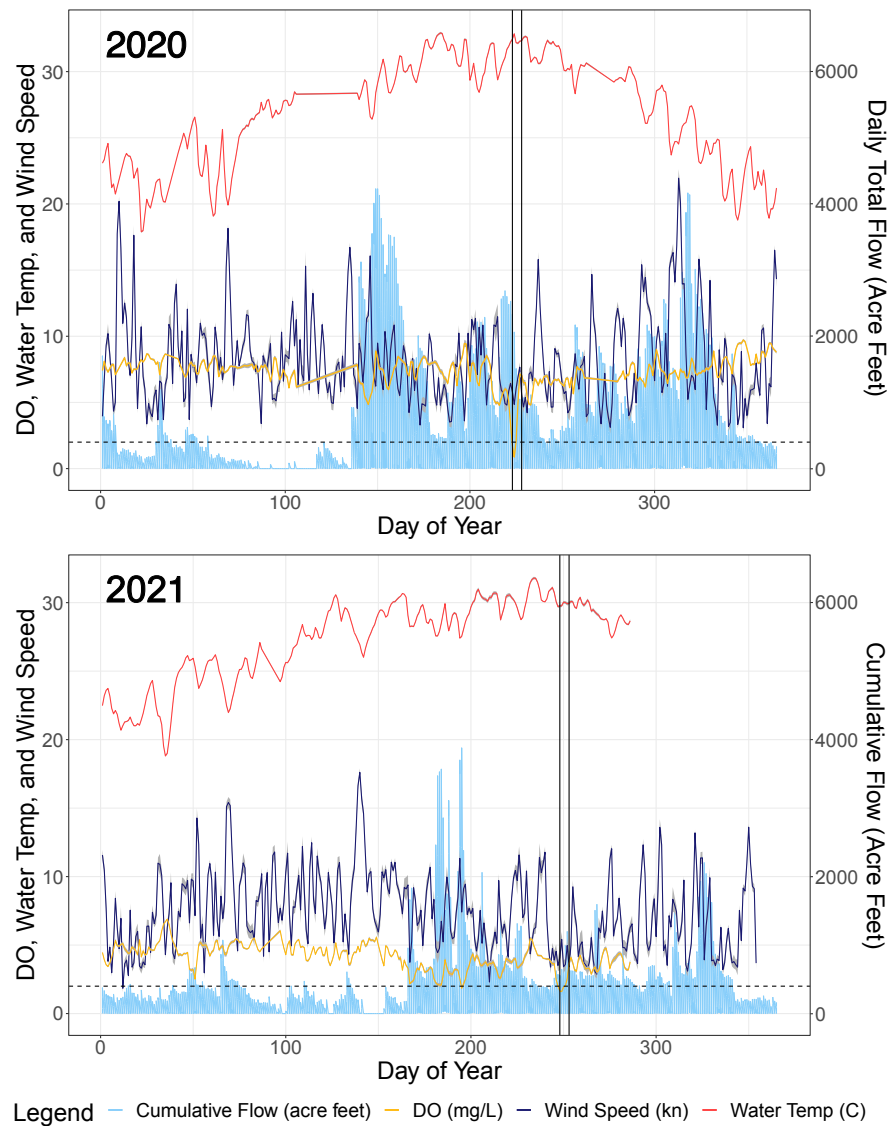 2020
DO, Water Temp, and Wind Speed
30
20
10
0
6000
4000
2000
0
Daily Total Flow (Acre Feet)
0 100 200 300
Day of Year
2021
DO, Water Temp, and Wind Speed
30
20
10
0
6000
4000
2000
0
Cumulative Flow (Acre Feet)
0 100 200 300
Day of Year
Legend Cumulative Flow (acre feet) DO (mg/L) Wind Speed (kn) Water Temp (C)